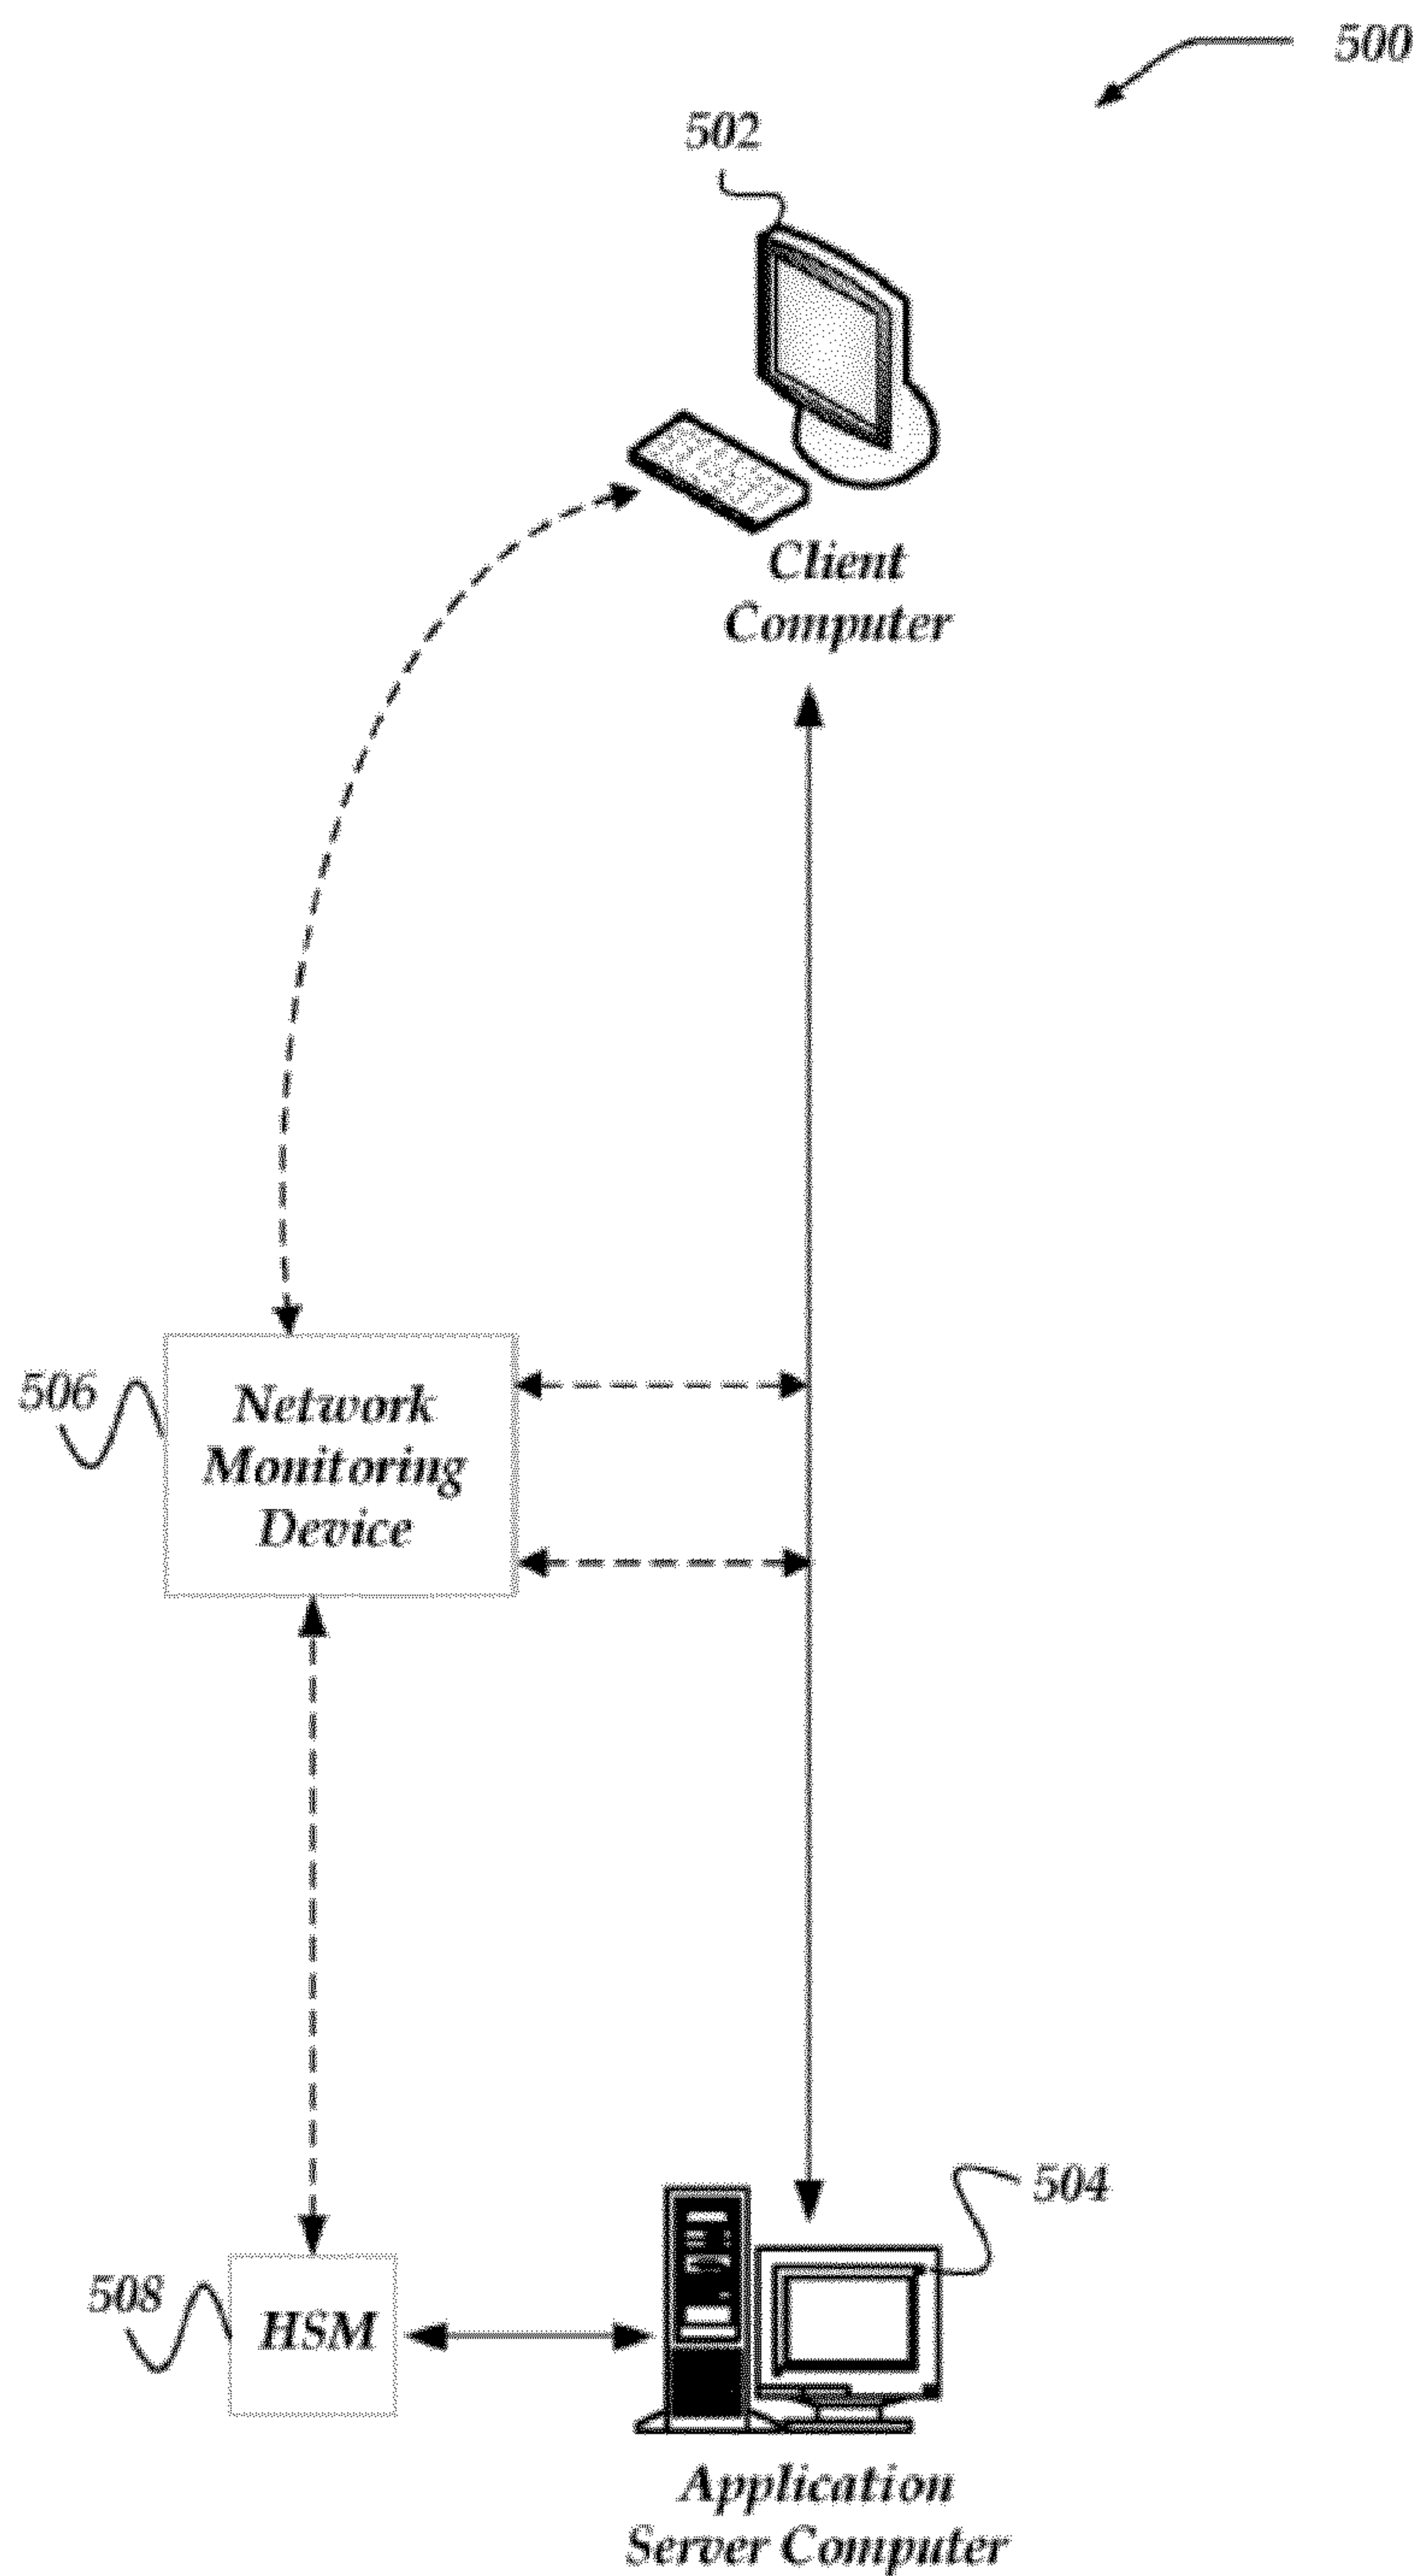 500
502
Client
Computer
506
Network
Monitoring
Device
504
508
HSM
Application
Server Computer